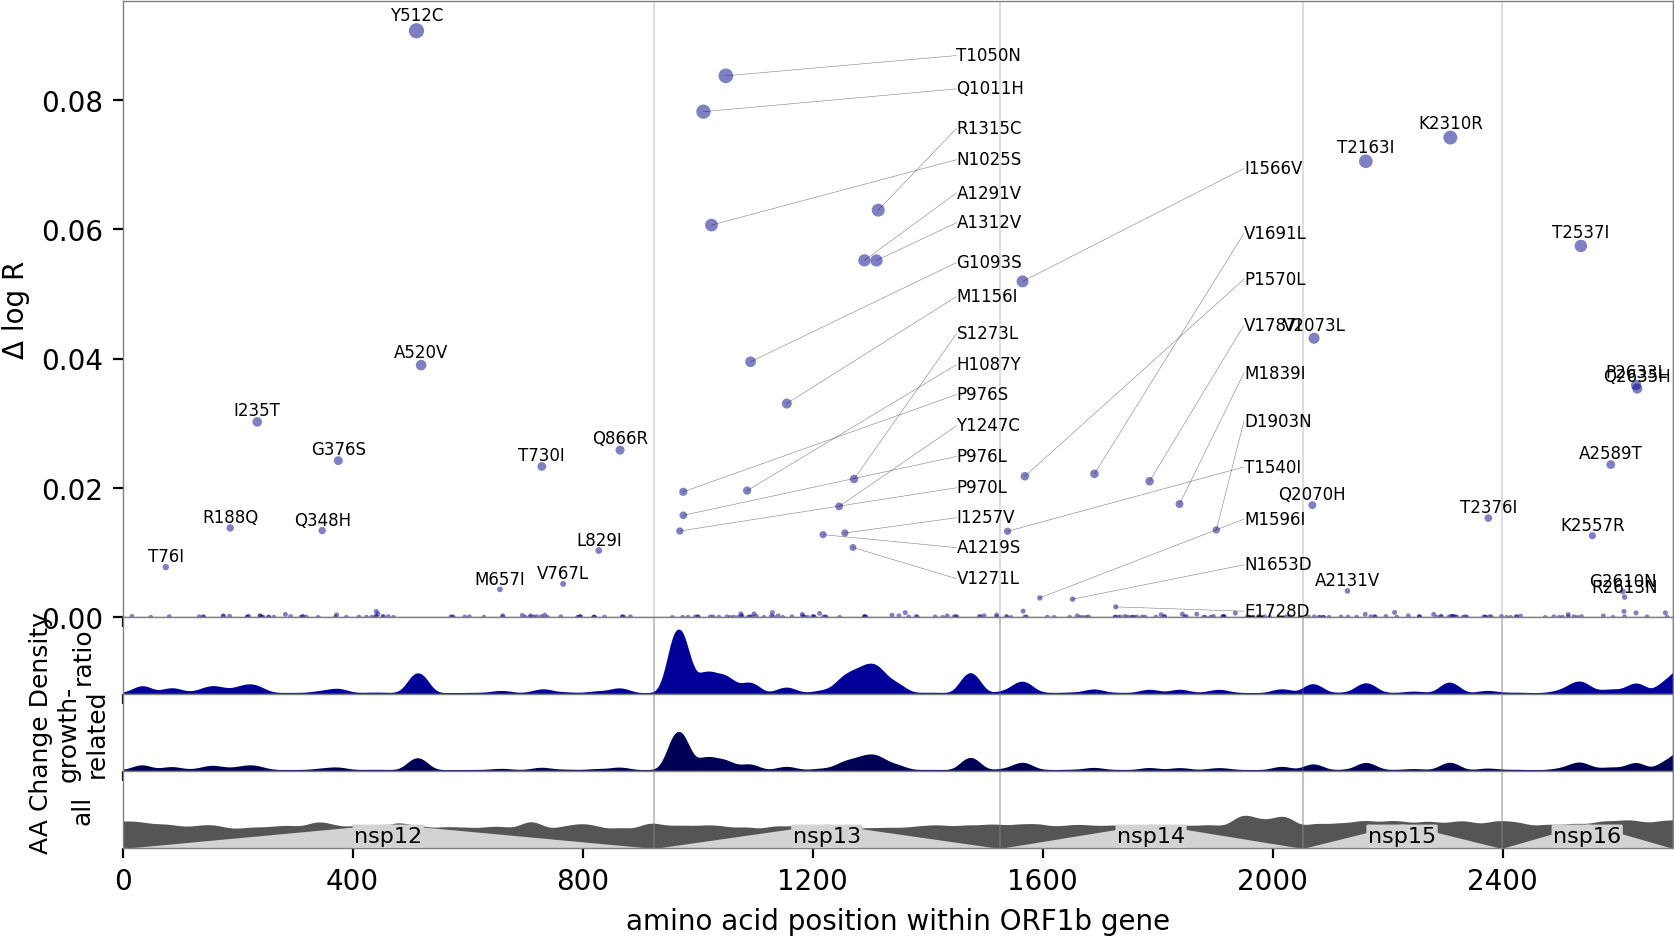 Y512C
T1050N
Q1011H
R1315C
N1025S
A1291V
A1312V
G1093S
M1156I
S1273L
H1087Y
P976S
Y1247C
P976L
P970L
I1257V
A1219S
V1271L
I1566V
V1691L
P1570L
M1839I
D1903N
T1540I
M1596I
N1653D
E1728D
K2310R
T2163I
T2537I
A520V
I235T
G376S
R188Q
Q348H
T76I
T730I
Q866R
L829I
M657I
V767L
Q2635H
A2589T
Q2070H
T2376I
K2557R
A2131V
R2613N
0.08
0.06
0.04
0.02
0.00
Δ log R
AA Change Density
ratio
growth-
related
all
nsp12
nsp13
nsp14
nsp15
nsp16
0
400
800
1200
1600
2000
2400
amino acid position within ORF1b gene